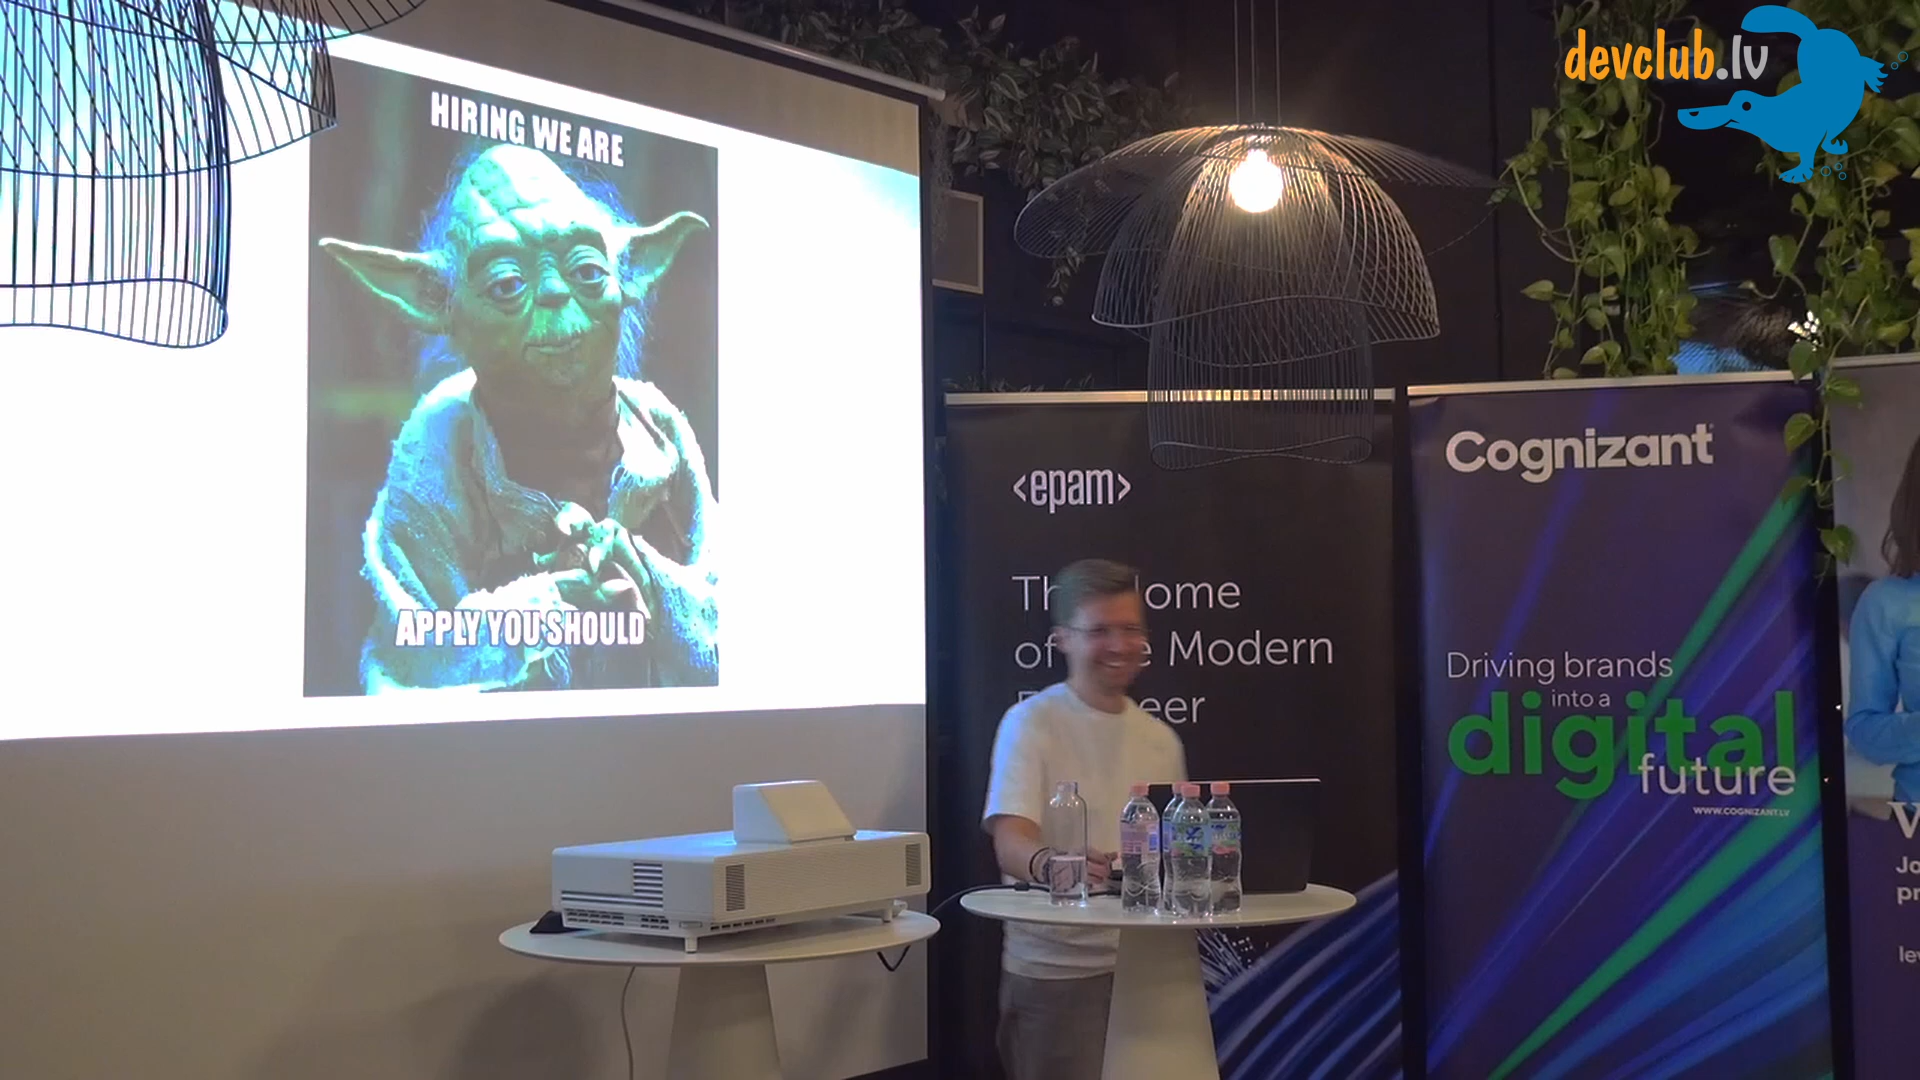 HIRING WE ARE
APPLY YOU SHOULD
devclub.lv
<epam>
Th ome
of e Modern
eer
Cognizant
Driving brands
into a
digital
future
WWW.COGNIZANT.LV